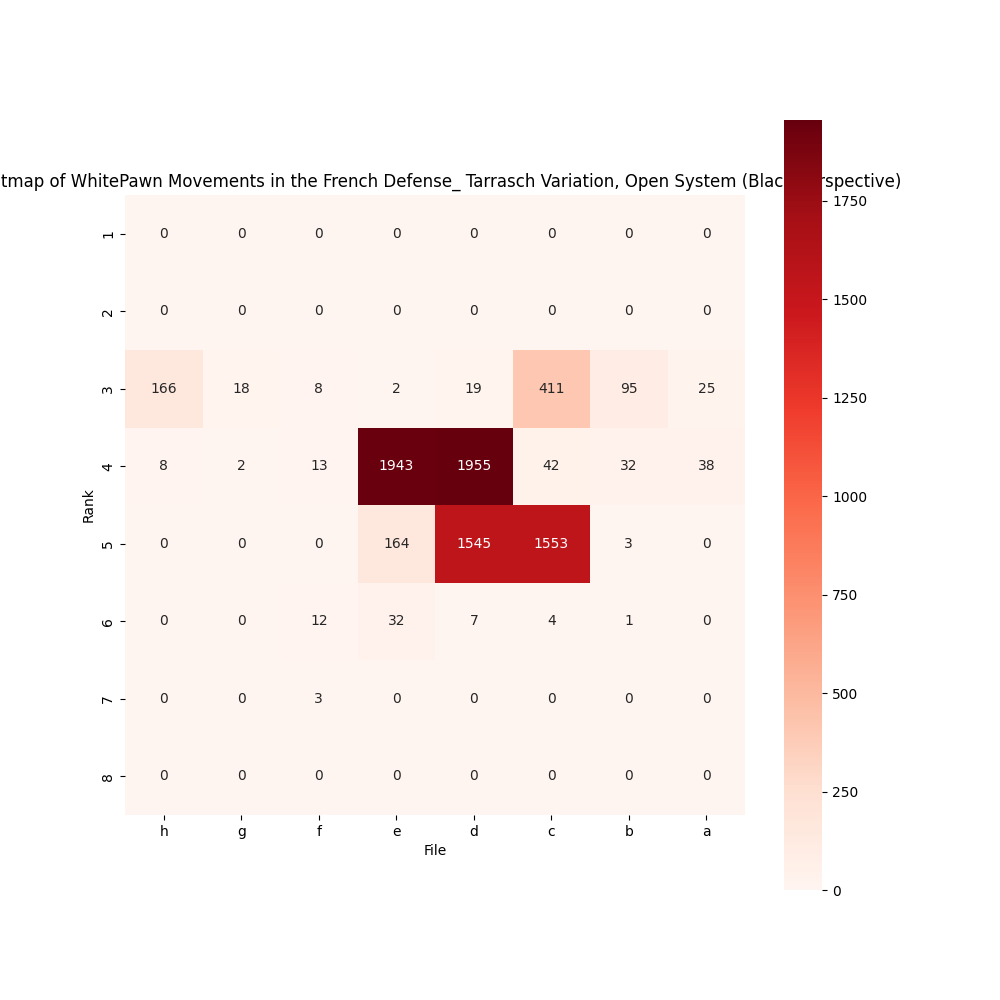 tmap of WhitePawn Movements in the French Defense_ Tarrasch Variation, Open System (Blac rspective)
1 0 0 0 0 0 0 0 0
2 0 0 0 0 0 0 0 0
3 166 18 8 2 19 411 95 25
4 8 2 13 1943 1955 42 32 38
5 0 0 0 164 1545 1553 3 0
6 0 0 12 32 7 4 1 0
7 0 0 3 0 0 0 0 0
8 0 0 0 0 0 0 0 0
h g f e d c b a
File
Rank
1750
1500
1250
1000
750
500
250
0